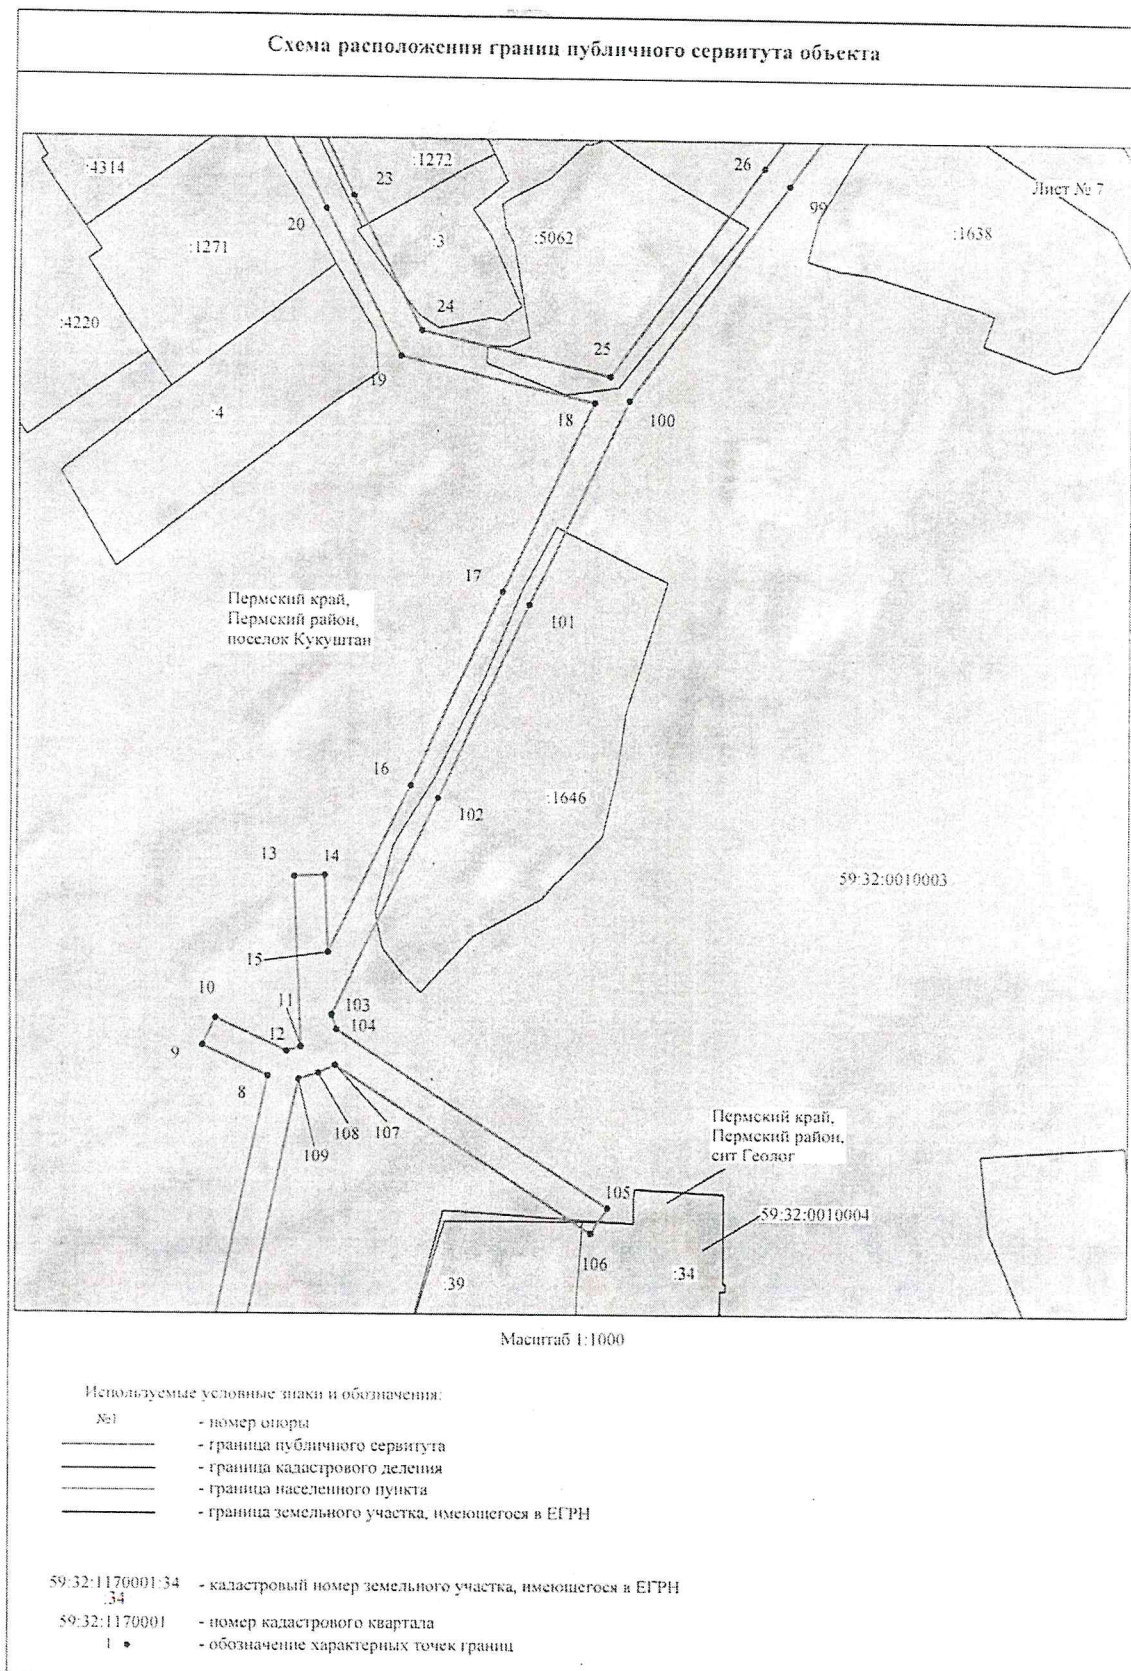 Схема расположения границ публичного сервитута объекта
Лист № 7
:4314
:1272
23
26
20
99
:1271
:3
:5062
:1638
24
:4220
25
19
:4
18
100
17
101
Пермский край,
Пермский район,
поселок Кукуштан
16
102
:1646
13
14
59:32:0010003
15
10
11
103
12
104
9
8
108
107
109
Пермский край,
Пермский район,
снт Геолог
105
59:32:0010004
106
:39
:34
Масштаб 1:1000
Используемые условные знаки и обозначения:
№1 - номер опоры
- граница публичного сервитута
- граница кадастрового деления
- граница населенного пункта
- граница земельного участка, имеющегося в ЕГРН
59:32:1170001:34 - кадастровый номер земельного участка, имеющегося в ЕГРН
:34
59:32:1170001 - номер кадастрового квартала
1 - обозначение характерных точек границ